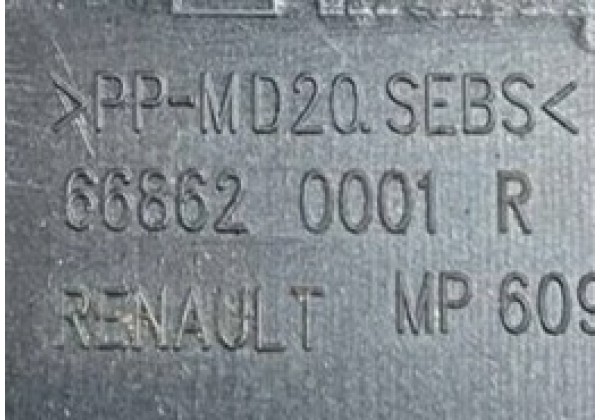 >PP-MD20.SEBS<
66862 0001 R
RENAULT MP 609